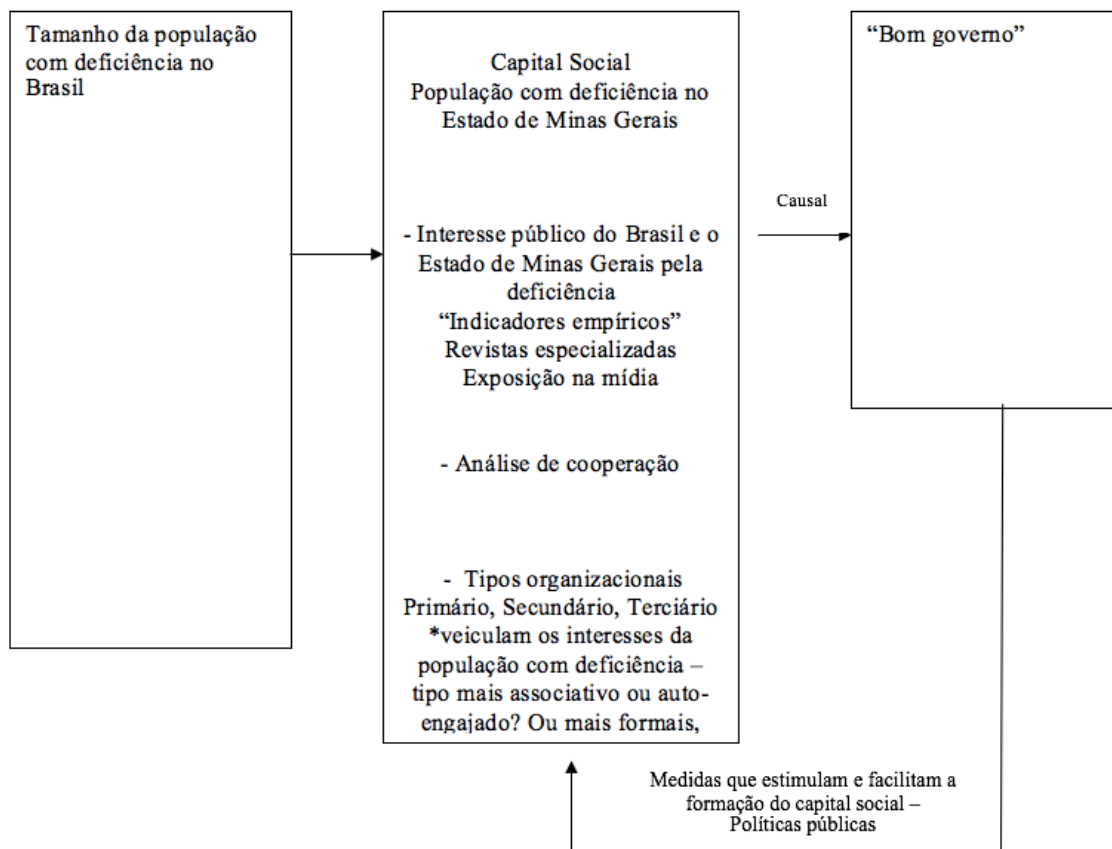 Tamanho da população
com deficiência no
Brasil
Capital Social
População com deficiência no
Estado de Minas Gerais
- Interesse público do Brasil e o
Estado de Minas Gerais pela
deficiência
“Indicadores empíricos”
Revistas especializadas
Exposição na mídia
- Análise de cooperação
- Tipos organizacionais
Primário, Secundário, Terciário
*veiculam os interesses da
população com deficiência –
tipo mais associativo ou auto-
engajado? Ou mais formais,
Causal
“Bom governo”
Medidas que estimulam e facilitam a
formação do capital social –
Políticas públicas